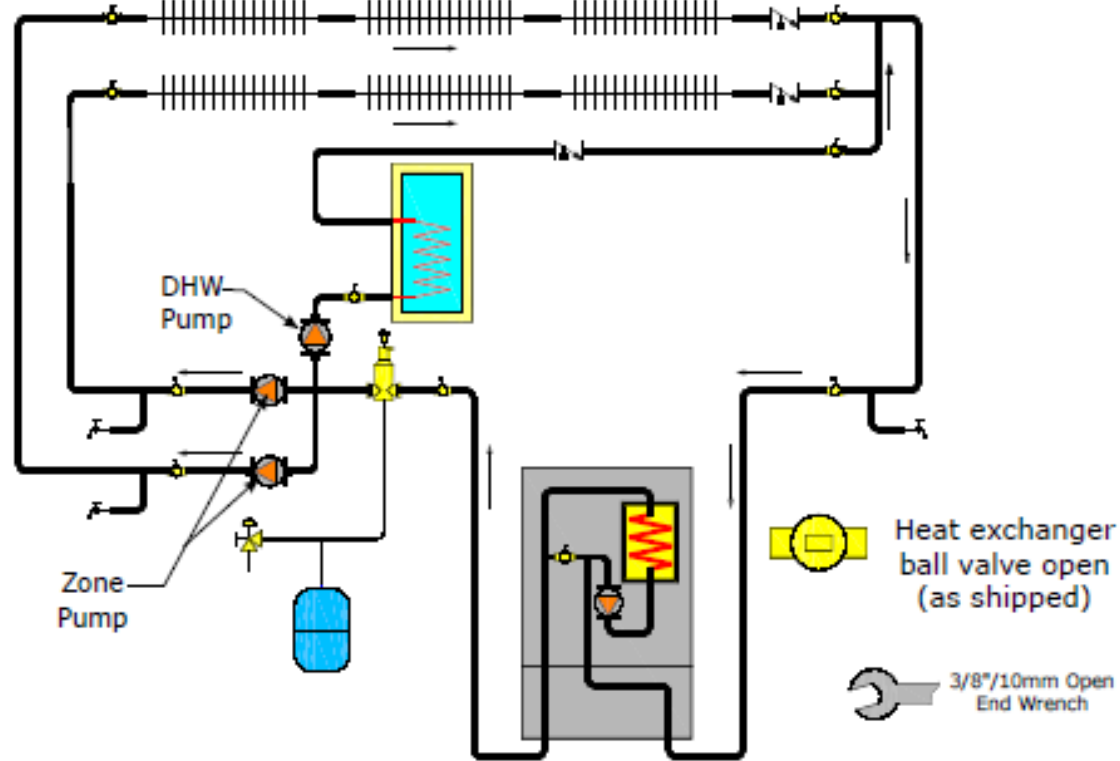 DHW
Pump
Zone
Pump
Heat exchanger
ball valve open
(as shipped)
3/8"/10mm Open
End Wrench